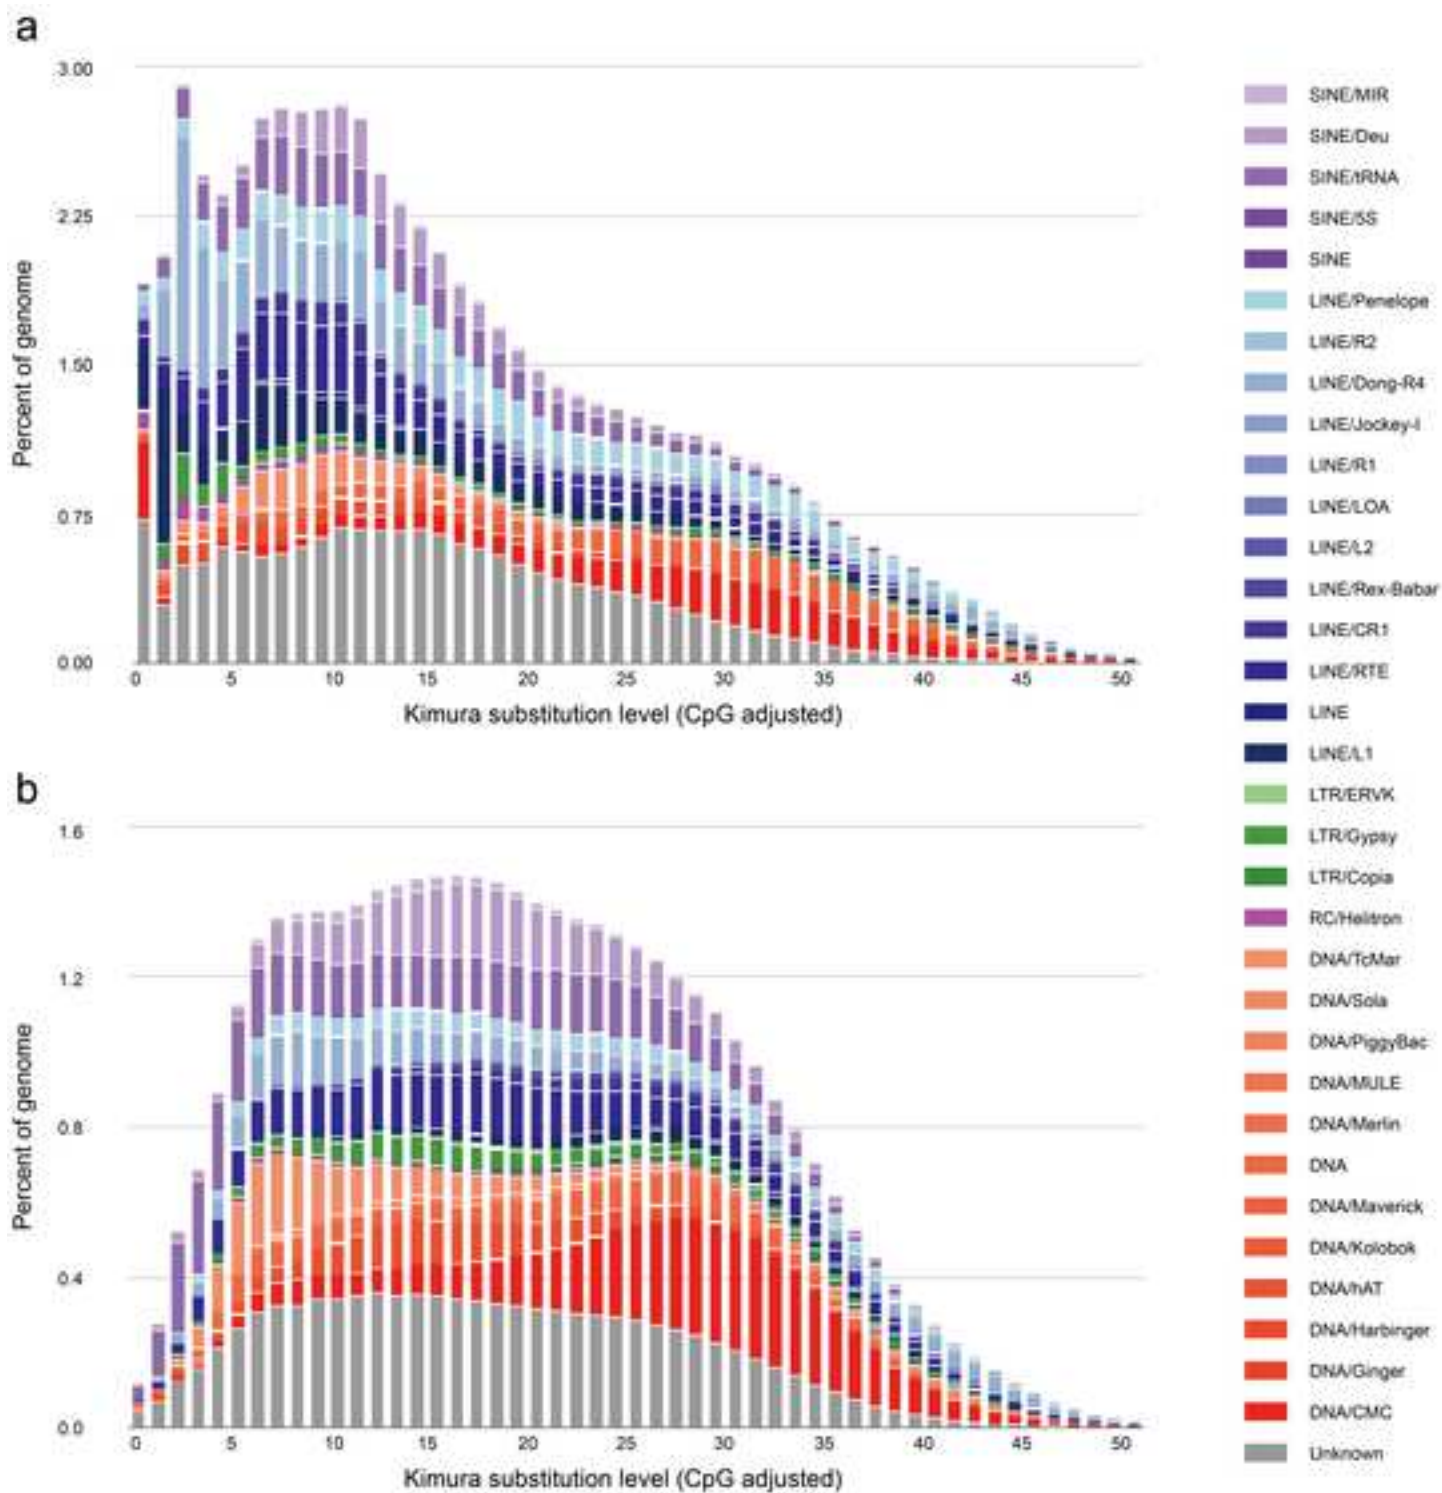 a
3.00
2.25
1.50
0.75
0.00
Percent of genome
0 5 10 15 20 25 30 35 40 45 50
Kimura substitution level (CpG adjusted)
b
1.6
1.2
0.8
0.4
0.0
Percent of genome
0 5 10 15 20 25 30 35 40 45 50
Kimura substitution level (CpG adjusted)
SINE/MIR
SINE/Deu
SINE/tRNA
SINE/5S
SINE
LINE/Penelope
LINE/R2
LINE/Dong-R4
LINE/Jockey-I
LINE/R1
LINE/LOA
LINE/L2
LINE/Rex-Babar
LINE/CR1
LINE/RTE
LINE
LINE/L1
LTR/ERVK
LTR/Gypsy
LTR/Copia
RC/Helitron
DNA/TcMar
DNA/Sola
DNA/PiggyBac
DNA/MULE
DNA/Merlin
DNA
DNA/Maverick
DNA/Kolobok
DNA/hAT
DNA/Harbinger
DNA/Ginger
DNA/CMC
Unknown